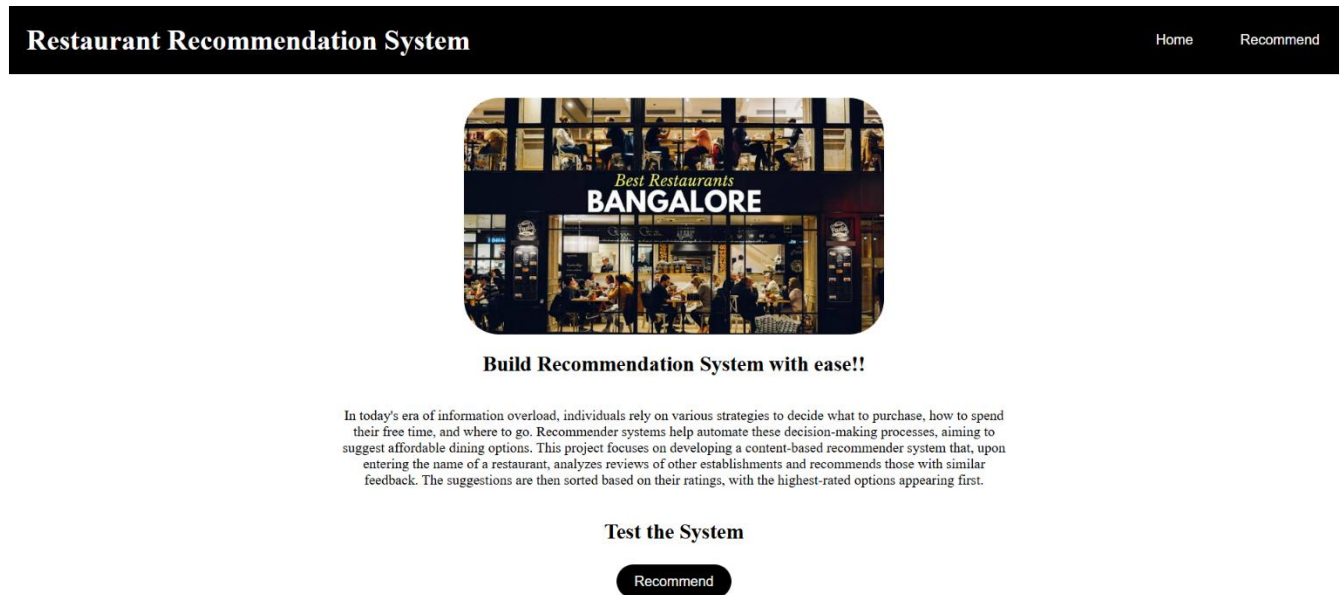 Restaurant Recommendation System
Home
Recommend
Best Restaurants
BANGALORE
Build Recommendation System with ease!!
In today's era of information overload, individuals rely on various strategies to decide what to purchase, how to spend
their free time, and where to go. Recommender systems help automate these decision-making processes, aiming to
suggest affordable dining options. This project focuses on developing a content-based recommender system that, upon
entering the name of a restaurant, analyzes reviews of other establishments and recommends those with similar
feedback. The suggestions are then sorted based on their ratings, with the highest-rated options appearing first.
Test the System
Recommend